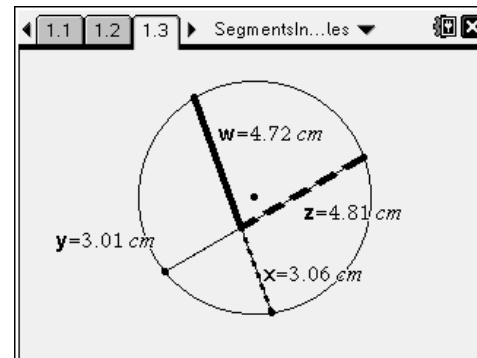 1.1 1.2 1.3 SegmentsIn...les
w=4.72 cm
z=4.81 cm
y=3.01 cm
x=3.06 cm